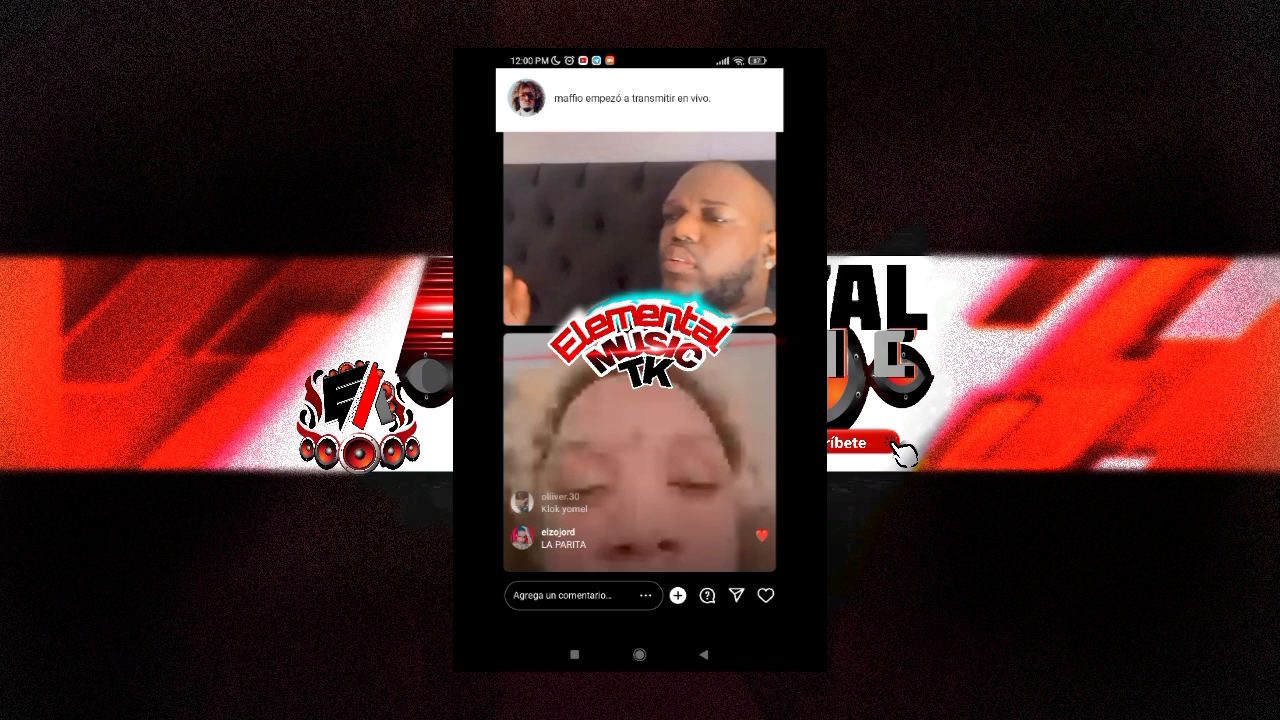 12:00 PM
87
maffio empezó a transmitir en vivo.
Elemental
MUSIC
TK
oliiver.30
Klok yomel
elzojord
LA PARITA
Agrega un comentario...